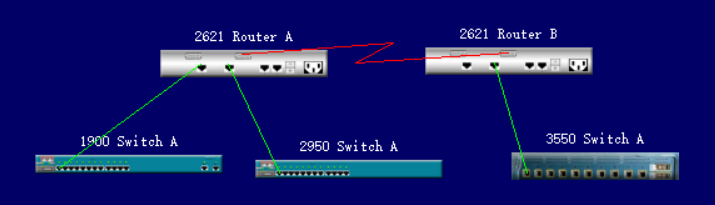 2621 Router A
2621 Router B
1900 Switch A
2950 Switch A
3550 Switch A